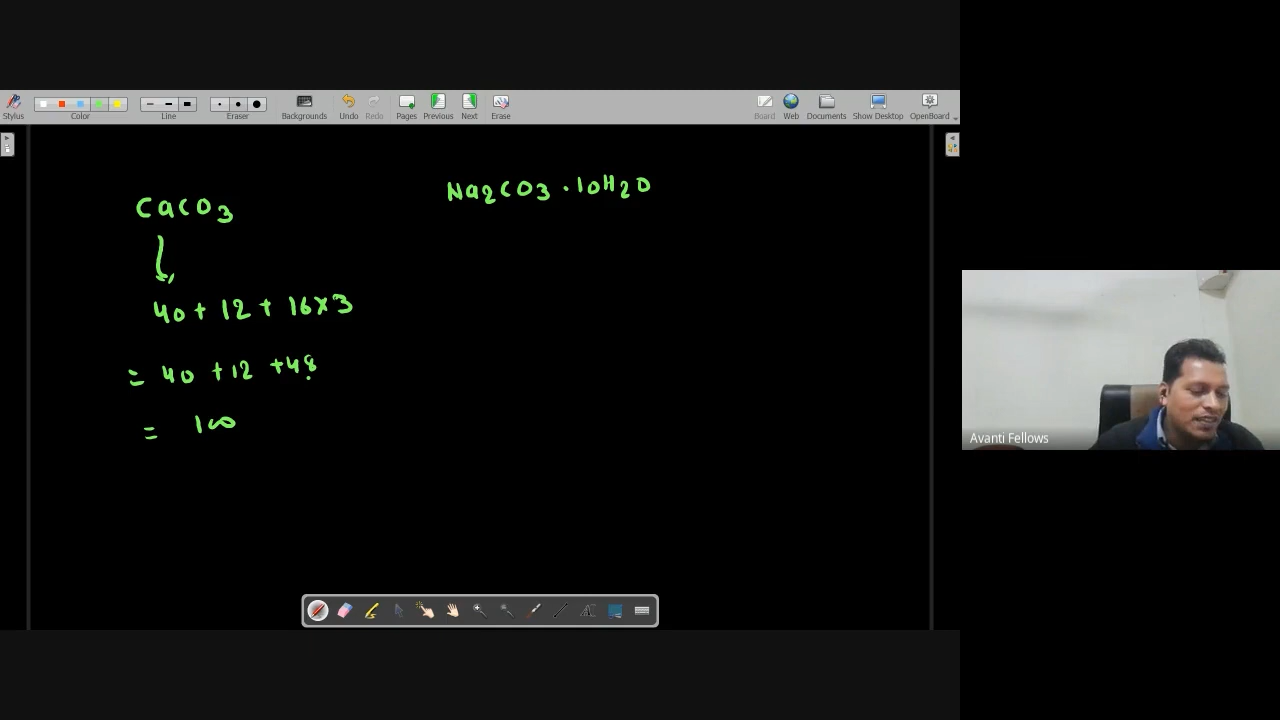 Stylus
Color
Line
Eraser
Backgrounds
Undo
Redo
Pages
Previous
Next
Erase
Board
Web
Documents
Show Desktop
OpenBoard
CaCO3
Na2CO3 · 10H2O
40 + 12 + 16×3
= 40 + 12 + 48
= 100
Avanti Fellows